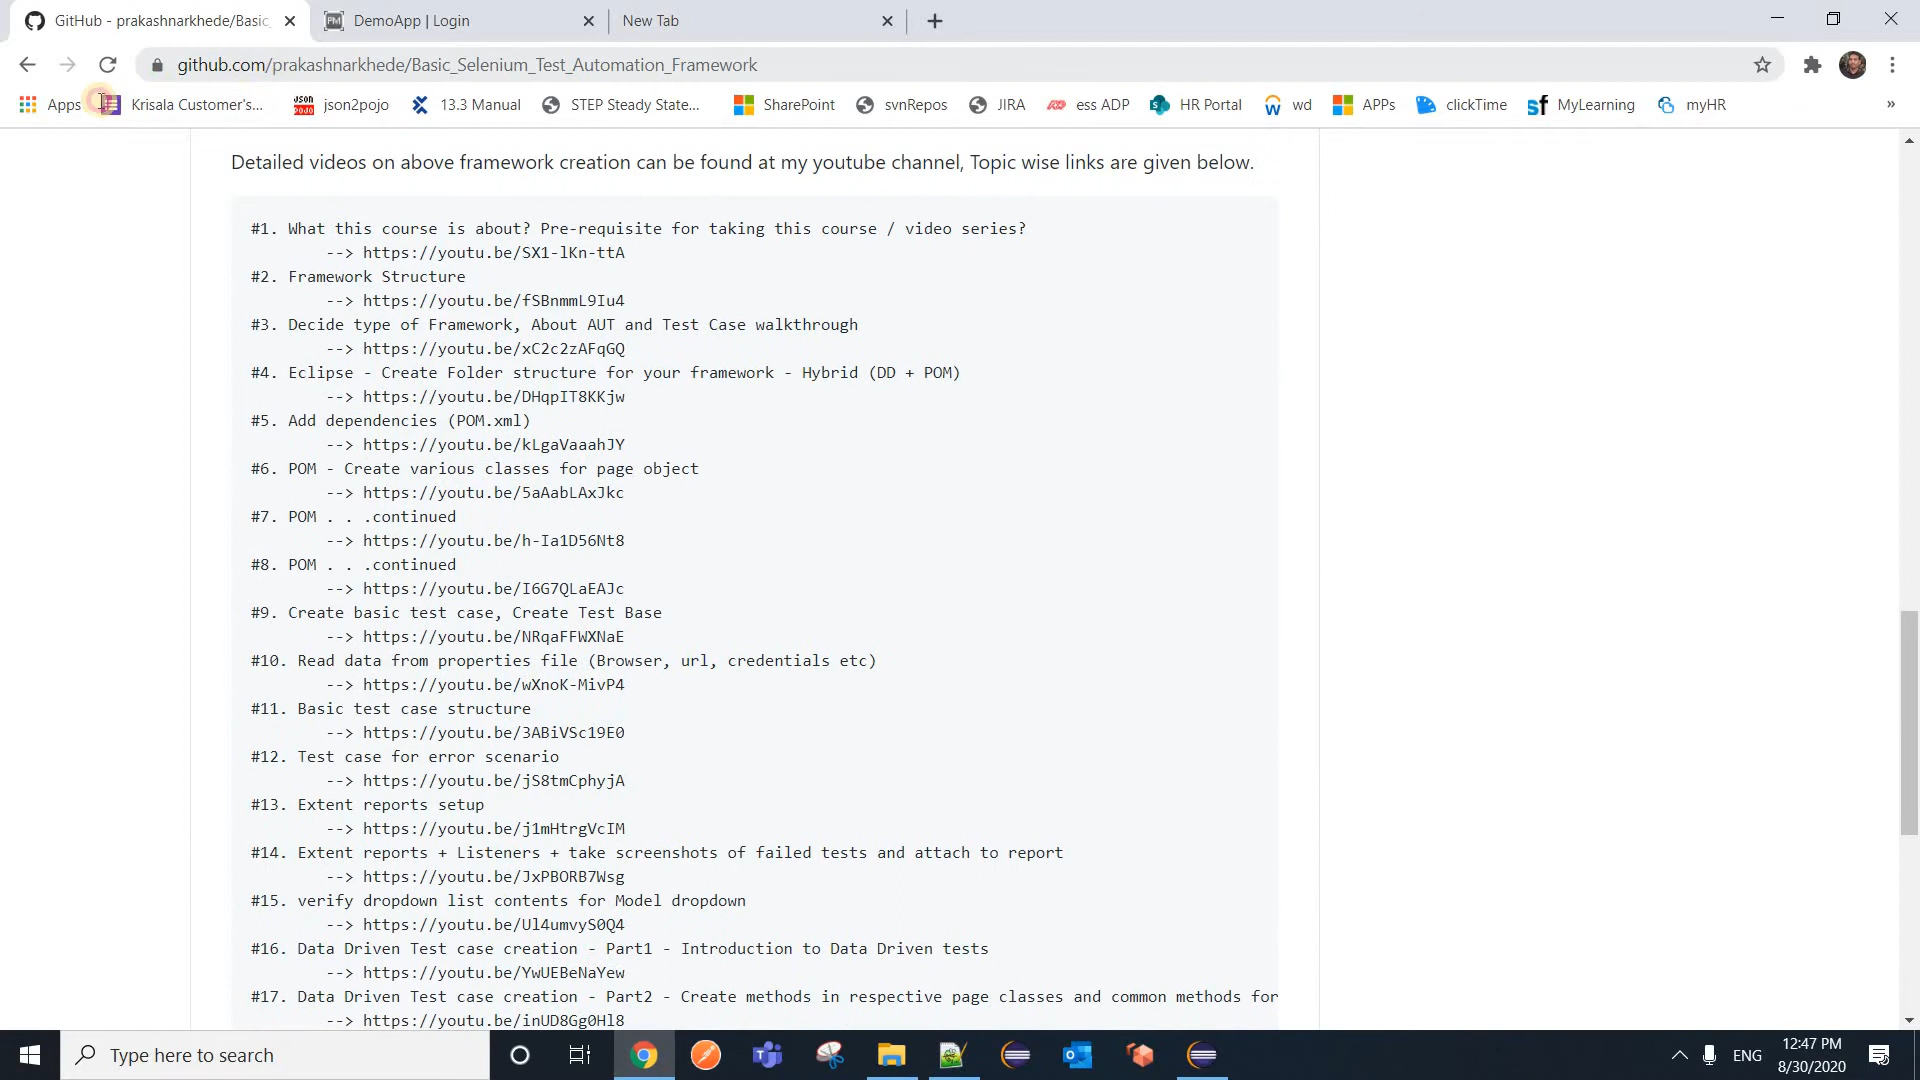 GitHub - prakashnarkhede/Basic_
DemoApp | Login
New Tab
github.com/prakashnarkhede/Basic_Selenium_Test_Automation_Framework
Apps
Krisala Customer's...
JSON POJO
json2pojo
13.3 Manual
STEP Steady State...
SharePoint
svnRepos
JIRA
ess ADP
HR Portal
wd
APPs
clickTime
MyLearning
myHR
»
Detailed videos on above framework creation can be found at my youtube channel, Topic wise links are given below.
#1. What this course is about? Pre-requisite for taking this course / video series?
--> https://youtu.be/SX1-lKn-ttA
#2. Framework Structure
--> https://youtu.be/fSBnmmL9Iu4
#3. Decide type of Framework, About AUT and Test Case walkthrough
--> https://youtu.be/xC2c2zAFqGQ
#4. Eclipse - Create Folder structure for your framework - Hybrid (DD + POM)
--> https://youtu.be/DHqpIT8KKjw
#5. Add dependencies (POM.xml)
--> https://youtu.be/kLgaVaaahJY
#6. POM - Create various classes for page object
--> https://youtu.be/5aAabLAxJkc
#7. POM . . .continued
--> https://youtu.be/h-Ia1D56Nt8
#8. POM . . .continued
--> https://youtu.be/I6G7QLaEAJc
#9. Create basic test case, Create Test Base
--> https://youtu.be/NRqaFFWXNaE
#10. Read data from properties file (Browser, url, credentials etc)
--> https://youtu.be/wXnoK-MivP4
#11. Basic test case structure
--> https://youtu.be/3ABiVSc19E0
#12. Test case for error scenario
--> https://youtu.be/jS8tmCphyjA
#13. Extent reports setup
--> https://youtu.be/j1mHtrgVcIM
#14. Extent reports + Listeners + take screenshots of failed tests and attach to report
--> https://youtu.be/JxPBORB7Wsg
#15. verify dropdown list contents for Model dropdown
--> https://youtu.be/Ul4umvyS0Q4
#16. Data Driven Test case creation - Part1 - Introduction to Data Driven tests
--> https://youtu.be/YwUEBeNaYew
#17. Data Driven Test case creation - Part2 - Create methods in respective page classes and common methods for
--> https://youtu.be/inUD8Gg0Hl8
Type here to search
ENG
12:47 PM
8/30/2020